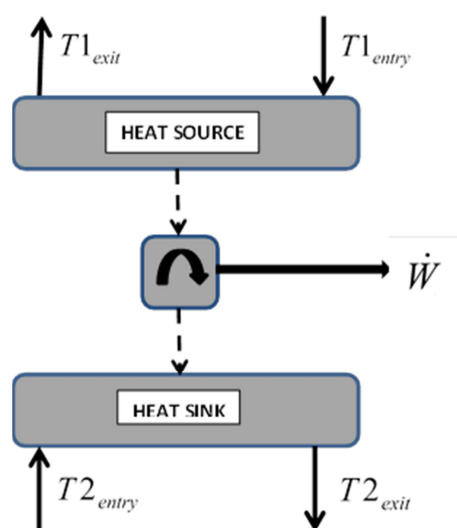 T1exit
T1entry
HEAT SOURCE
Ẇ
HEAT SINK
T2entry
T2exit